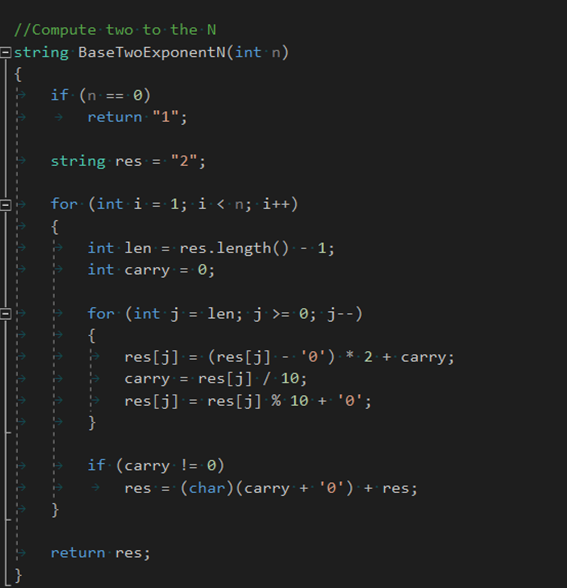 //Compute two to the N
string BaseTwoExponentN(int n)
{
if (n == 0)
return "1";
string res = "2";
for (int i = 1; i < n; i++)
{
int len = res.length() - 1;
int carry = 0;
for (int j = len; j >= 0; j--)
{
res[j] = (res[j] - '0') * 2 + carry;
carry = res[j] / 10;
res[j] = res[j] % 10 + '0';
}
if (carry != 0)
res = (char)(carry + '0') + res;
}
return res;
}